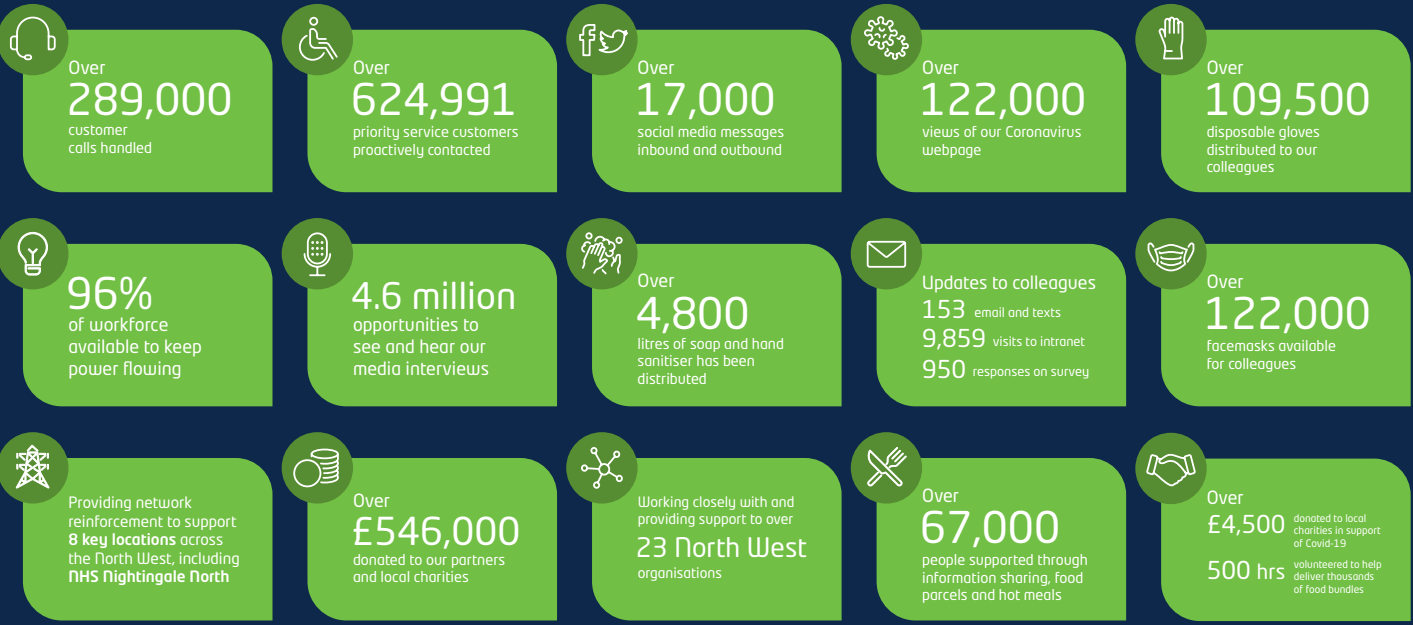 Over
289,000
customer
calls handled
Over
624,991
priority service customers
proactively contacted
Over
17,000
social media messages
inbound and outbound
Over
122,000
views of our Coronavirus
webpage
Over
109,500
disposable gloves
distributed to our
colleagues
96%
of workforce
available to keep
power flowing
4.6 million
opportunities to
see and hear our
media interviews
Over
4,800
litres of soap and hand
sanitiser has been
distributed
Updates to colleagues
153 email and texts
9,859 visits to intranet
950 responses on survey
Over
122,000
facemasks available
for colleagues
Providing network
reinforcement to support
8 key locations across
the North West, including
NHS Nightingale North
Over
£546,000
donated to our partners
and local charities
Working closely with and
providing support to over
23 North West
organisations
Over
67,000
people supported through
information sharing, food
parcels and hot meals
Over
£4,500 donated to local
charities in support
of Covid-19
500 hrs volunteered to help
deliver thousands
of food bundles